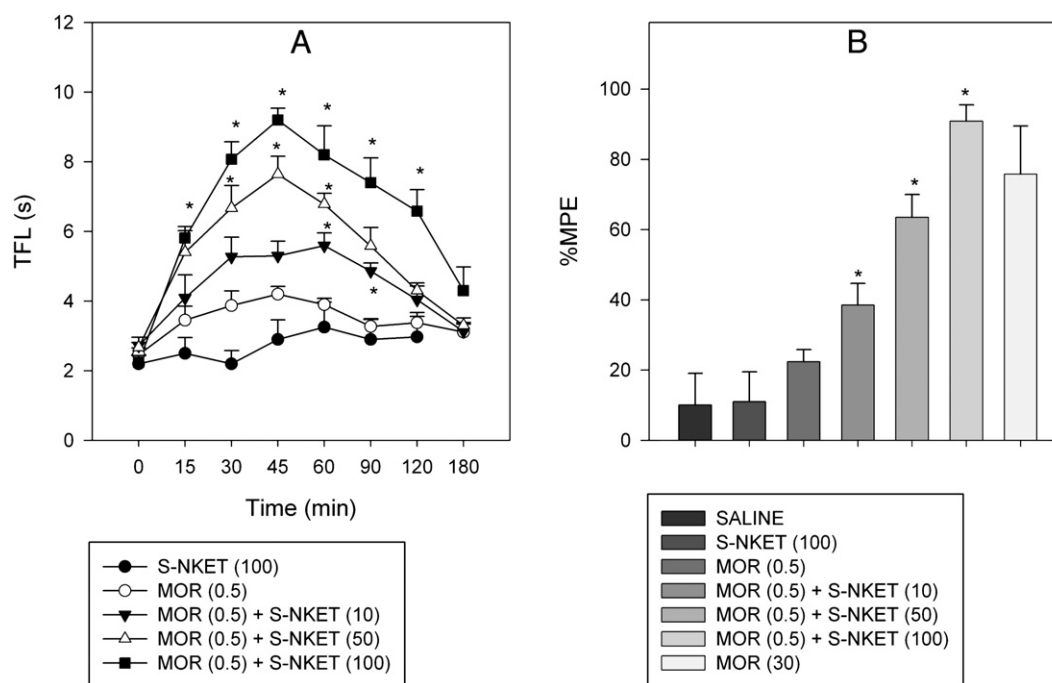 A
TFL (s)
12
10
8
6
4
2
0
* * * * * *
* * *
* *
0 15 30 45 60 90 120 180
Time (min)
S-NKET (100)
MOR (0.5)
MOR (0.5) + S-NKET (10)
MOR (0.5) + S-NKET (50)
MOR (0.5) + S-NKET (100)
B
%MPE
100
80
60
40
20
0
* * *
SALINE
S-NKET (100)
MOR (0.5)
MOR (0.5) + S-NKET (10)
MOR (0.5) + S-NKET (50)
MOR (0.5) + S-NKET (100)
MOR (30)